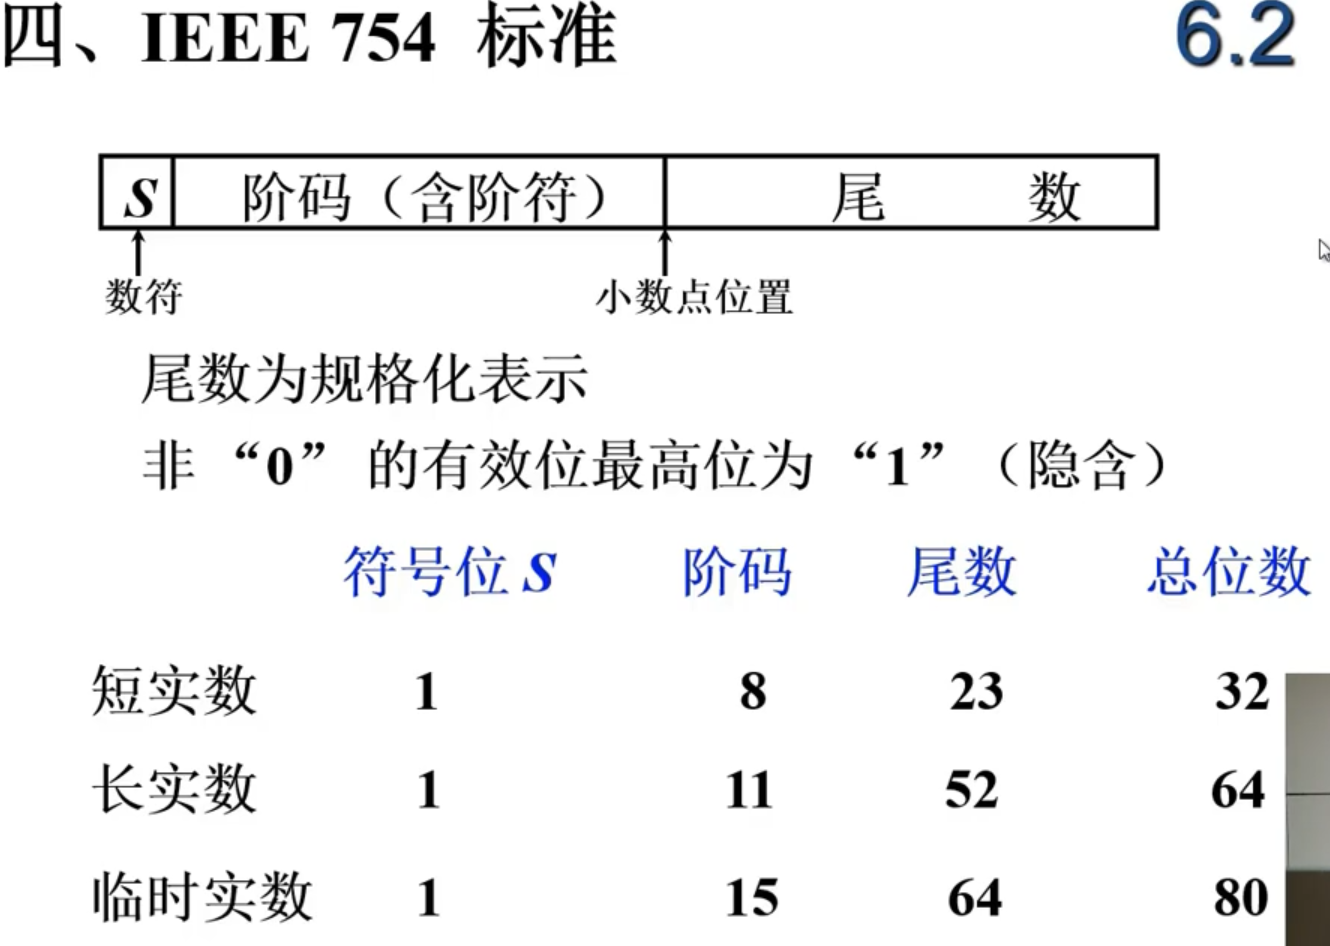 四、IEEE 754 标准 6.2
S 阶码（含阶符） 尾 数
数符 小数点位置
尾数为规格化表示
非“0” 的有效位最高位为“1”（隐含）
符号位 S 阶码 尾数 总位数
短实数 1 8 23 32
长实数 1 11 52 64
临时实数 1 15 64 80